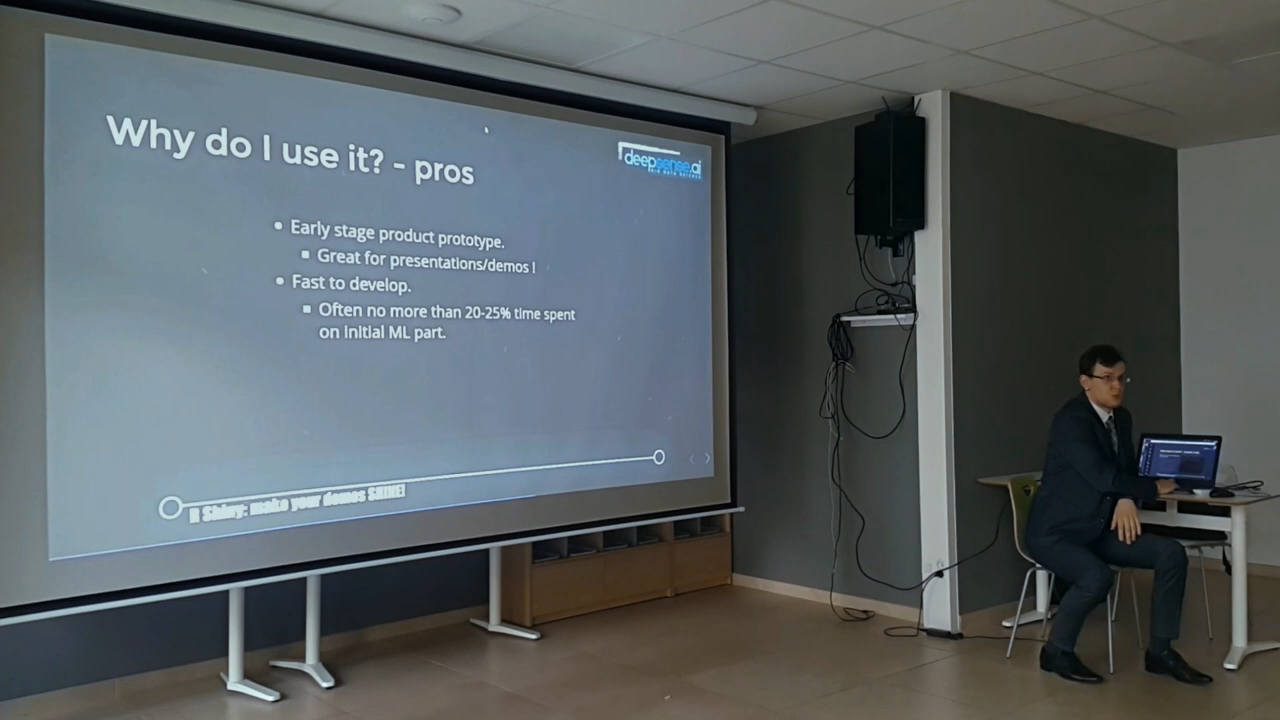 Why do I use it? - pros
deepsense.ai
Early stage product prototype.
Great for presentations/demos !
Fast to develop.
Often no more than 20-25% time spent
on initial ML part.
R Shiny: make your demos SHINE!